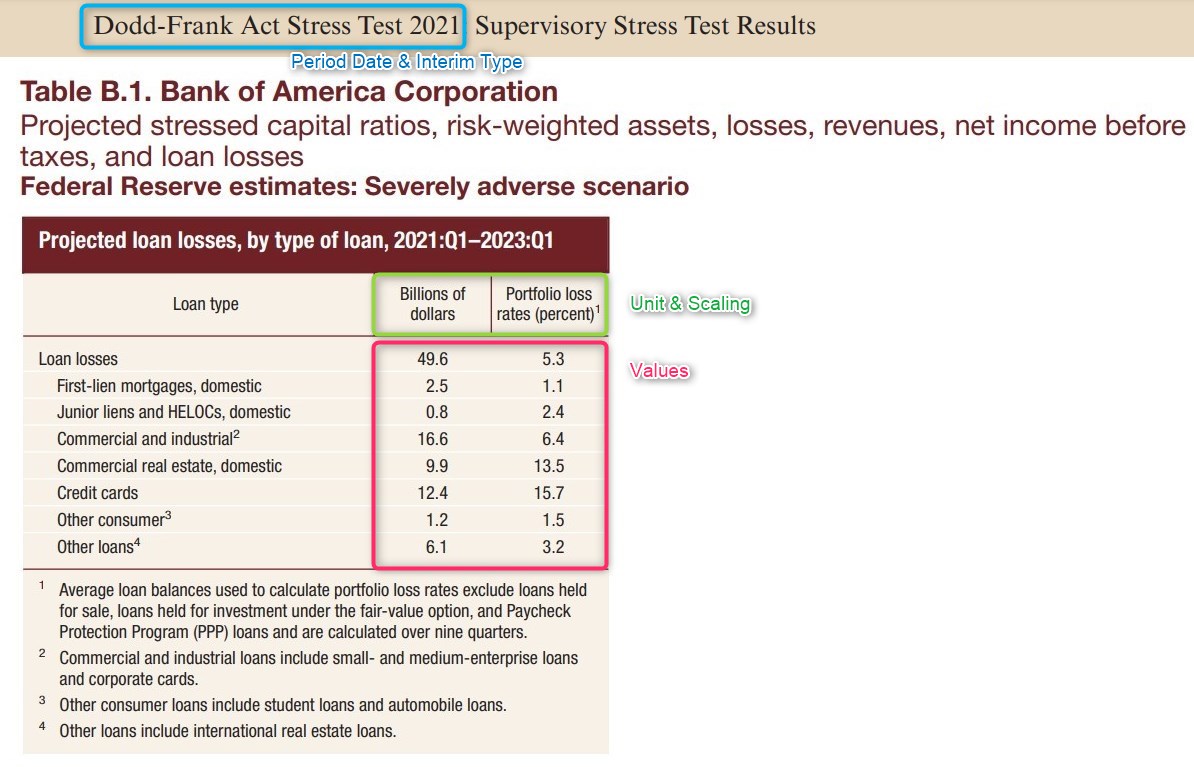 Dodd-Frank Act Stress Test 2021 Supervisory Stress Test Results
Period Date & Interim Type
Table B.1. Bank of America Corporation
Projected stressed capital ratios, risk-weighted assets, losses, revenues, net income before
taxes, and loan losses
Federal Reserve estimates: Severely adverse scenario
Projected loan losses, by type of loan, 2021:Q1–2023:Q1
Loan type
Billions of
dollars
Portfolio loss
rates (percent)¹
Unit & Scaling
Values
Loan losses 49.6 5.3
First-lien mortgages, domestic 2.5 1.1
Junior liens and HELOCs, domestic 0.8 2.4
Commercial and industrial² 16.6 6.4
Commercial real estate, domestic 9.9 13.5
Credit cards 12.4 15.7
Other consumer³ 1.2 1.5
Other loans⁴ 6.1 3.2
¹ Average loan balances used to calculate portfolio loss rates exclude loans held
for sale, loans held for investment under the fair-value option, and Paycheck
Protection Program (PPP) loans and are calculated over nine quarters.
² Commercial and industrial loans include small- and medium-enterprise loans
and corporate cards.
³ Other consumer loans include student loans and automobile loans.
⁴ Other loans include international real estate loans.